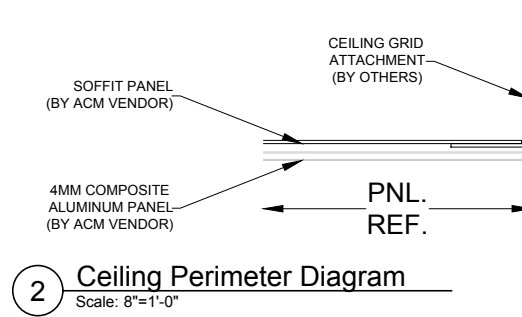 CEILING GRID
ATTACHMENT
(BY OTHERS)
SOFFIT PANEL
(BY ACM VENDOR)
4MM COMPOSITE
ALUMINUM PANEL
(BY ACM VENDOR)
PNL.
REF.
2
Ceiling Perimeter Diagram
Scale: 8"=1'-0"